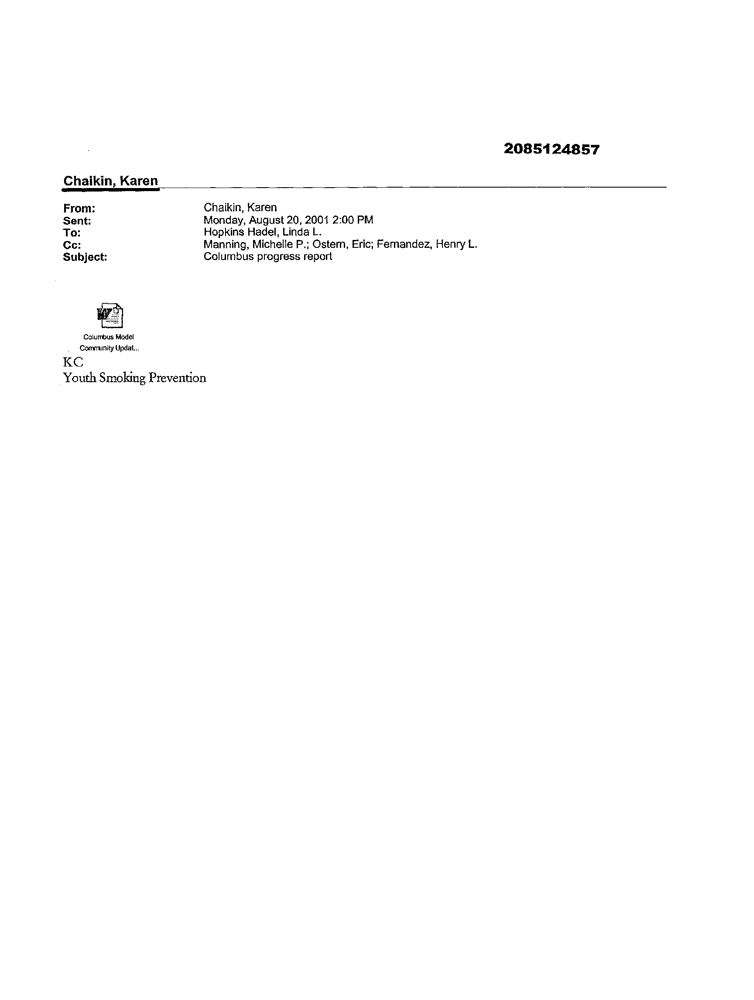 2085124857
Chaikin, Karen
From: Chaikin, Karen
Sent: Monday, August 20, 2001 2:00 PM
To: Hopkins Hadel, Linda L.
Cc: Manning, Michelle P.; Ostern, Eric; Fernandez, Henry L.
Subject: Columbus progress report
Columbus Model
Community Updat...
KC
Youth Smoking Prevention